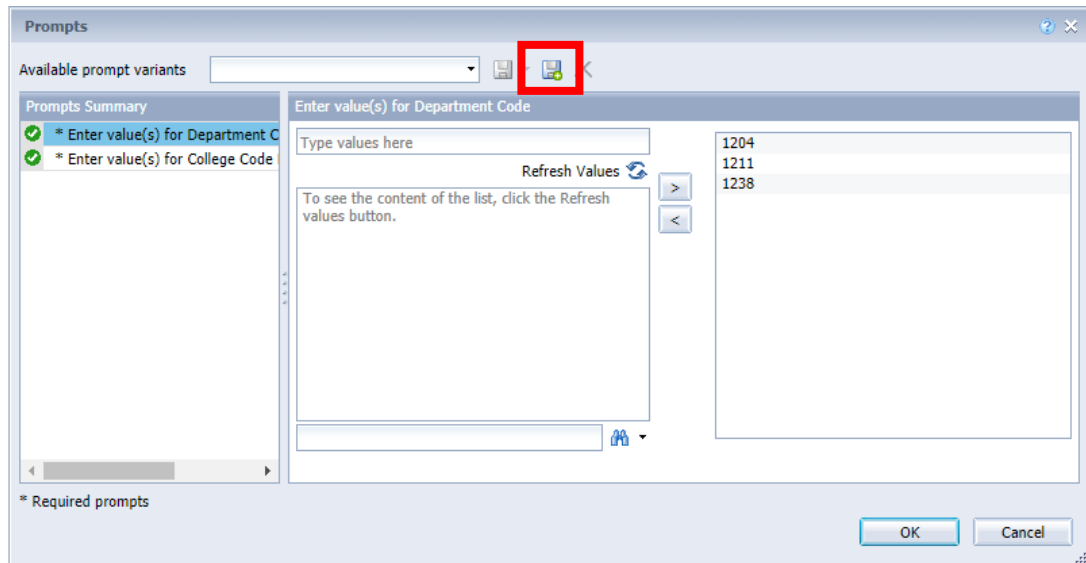 Prompts
Available prompt variants
Prompts Summary
* Enter value(s) for Department C
* Enter value(s) for College Code
Enter value(s) for Department Code
Type values here
Refresh Values
To see the content of the list, click the Refresh
values button.
>
<
1204
1211
1238
* Required prompts
OK
Cancel